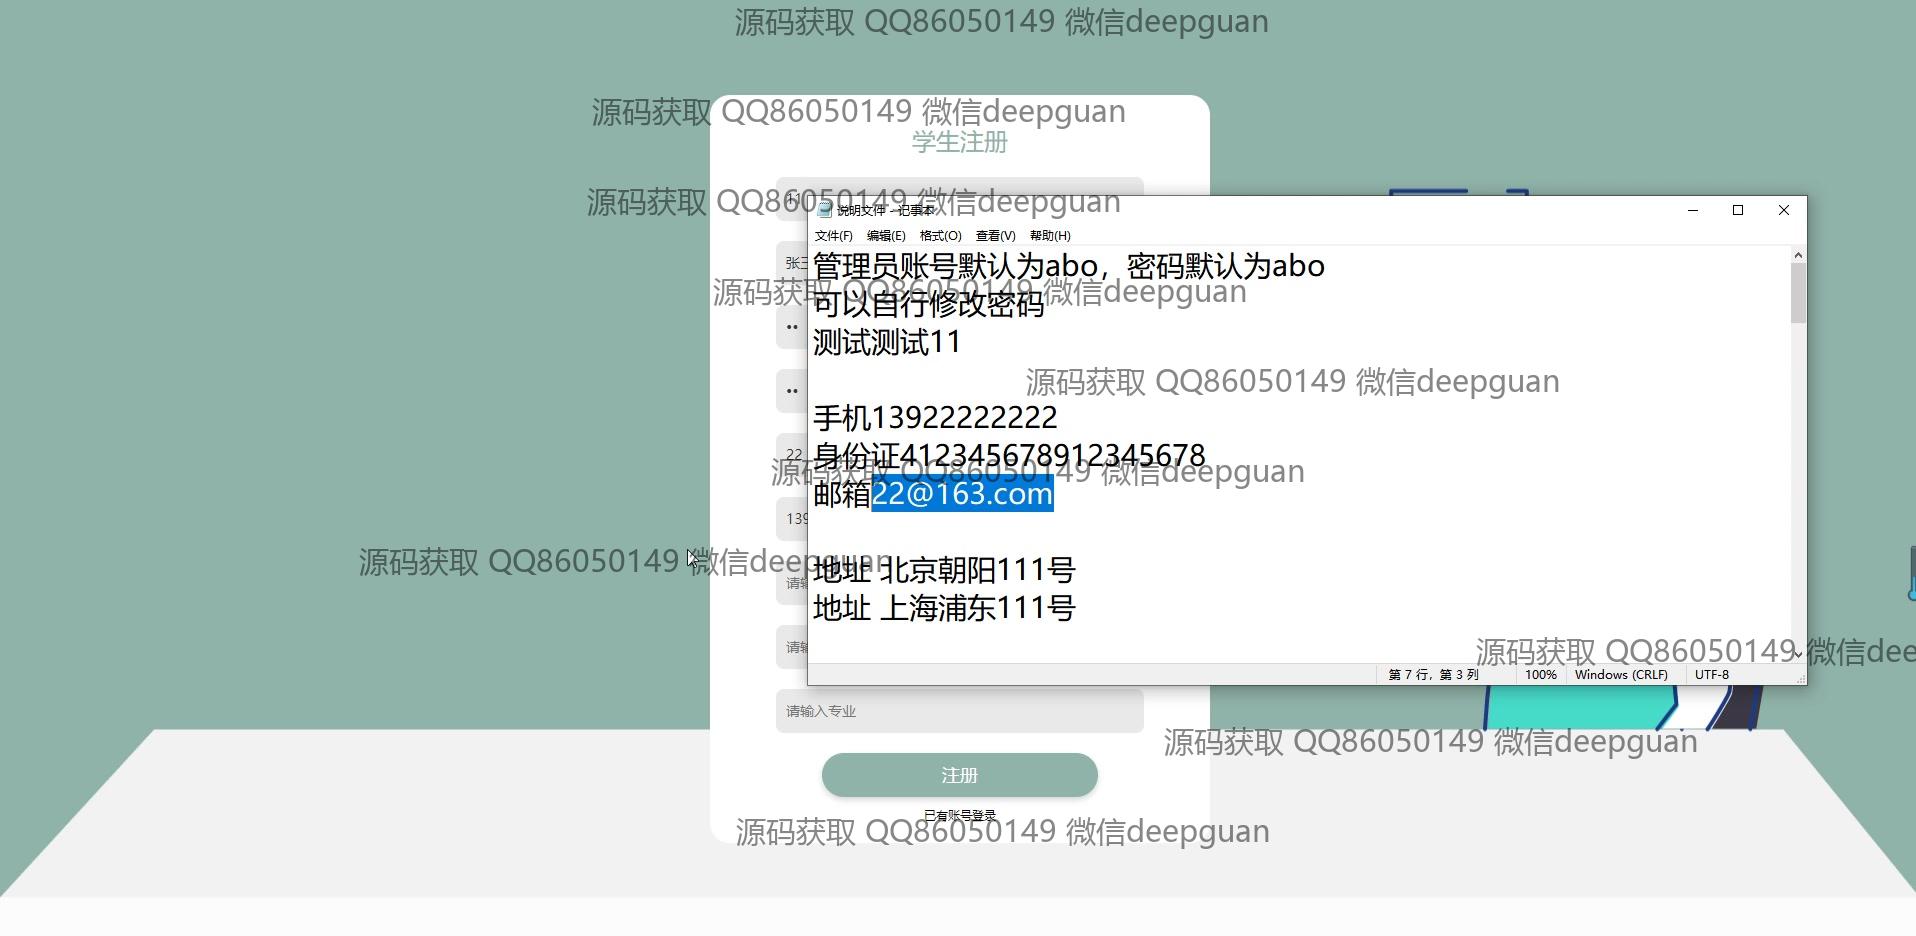 源码获取 QQ86050149 微信deepguan
源码获取 QQ86050149 微信deepguan
学生注册
源码获取 QQ86050149 微信deepguan
11
说明文件 - 记事本
文件(F) 编辑(E) 格式(O) 查看(V) 帮助(H)
张三
管理员账号默认为abo，密码默认为abo
源码获取 QQ86050149 微信deepguan
可以自行修改密码
••
测试测试11
源码获取 QQ86050149 微信deepguan
••
手机13922222222
22
身份证412345678912345678
源码获取 QQ86050149 微信deepguan
邮箱22@163.com
139
源码获取 QQ86050149 微信deepguan
地址 北京朝阳111号
请输
地址 上海浦东111号
请输
源码获取 QQ86050149 微信deep
第 7 行，第 3 列 100% Windows (CRLF) UTF-8
请输入专业
源码获取 QQ86050149 微信deepguan
注册
已有账号登录
源码获取 QQ86050149 微信deepguan